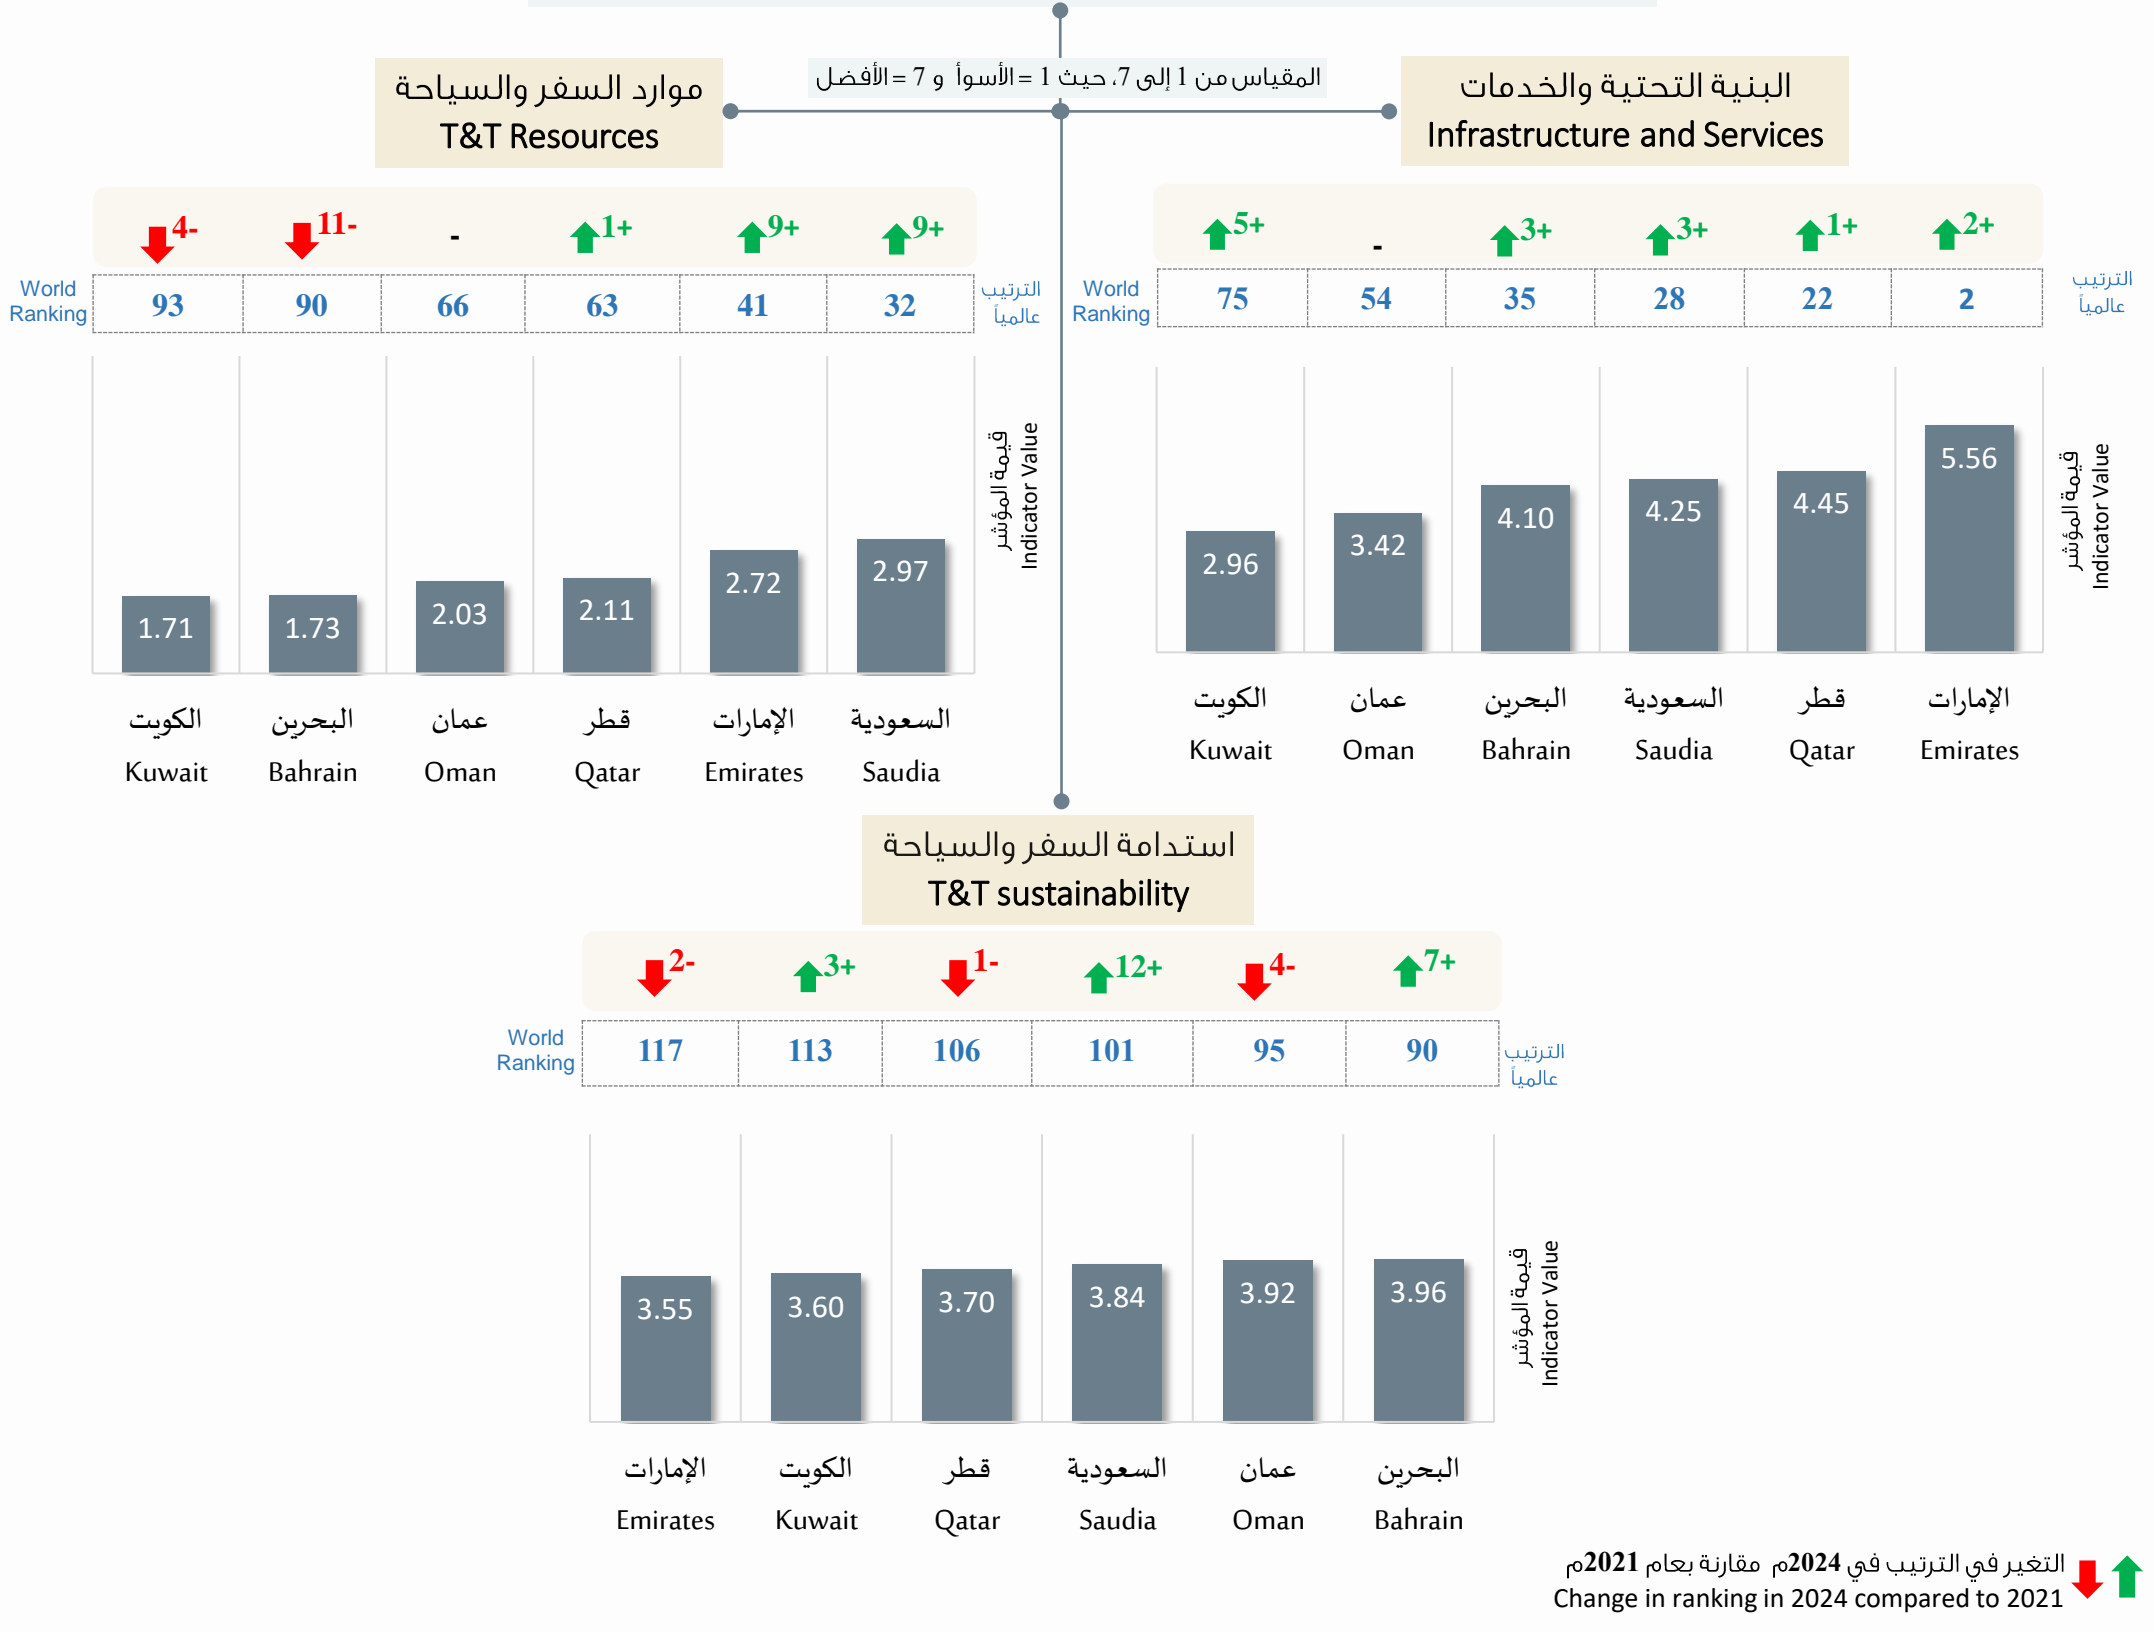 المقياس من 1 إلى 7، حيث 1 = الأسوأ و 7 = الأفضل
موارد السفر والسياحة
T&T Resources
4- 11- - 1+ 9+ 9+
World Ranking 93 90 66 63 41 32 الترتيب عالمياً
قيمة المؤشر
Indicator Value
1.71 1.73 2.03 2.11 2.72 2.97
الكويت البحرين عمان قطر الإمارات السعودية
Kuwait Bahrain Oman Qatar Emirates Saudia
البنية التحتية والخدمات
Infrastructure and Services
5+ - 3+ 3+ 1+ 2+
World Ranking 75 54 35 28 22 2 الترتيب عالمياً
قيمة المؤشر
Indicator Value
2.96 3.42 4.10 4.25 4.45 5.56
الكويت عمان البحرين السعودية قطر الإمارات
Kuwait Oman Bahrain Saudia Qatar Emirates
استدامة السفر والسياحة
T&T sustainability
2- 3+ 1- 12+ 4- 7+
World Ranking 117 113 106 101 95 90 الترتيب عالمياً
قيمة المؤشر
Indicator Value
3.55 3.60 3.70 3.84 3.92 3.96
الإمارات الكويت قطر السعودية عمان البحرين
Emirates Kuwait Qatar Saudia Oman Bahrain
التغير في الترتيب في 2024م مقارنة بعام 2021م
Change in ranking in 2024 compared to 2021